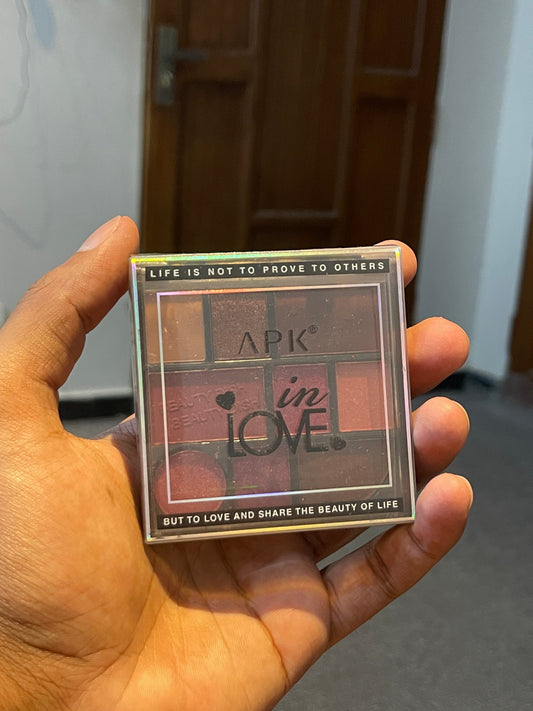 LIFE IS NOT TO PROVE TO OTHERS
APK®
in
LOVE
BUT TO LOVE AND SHARE THE BEAUTY OF LIFE